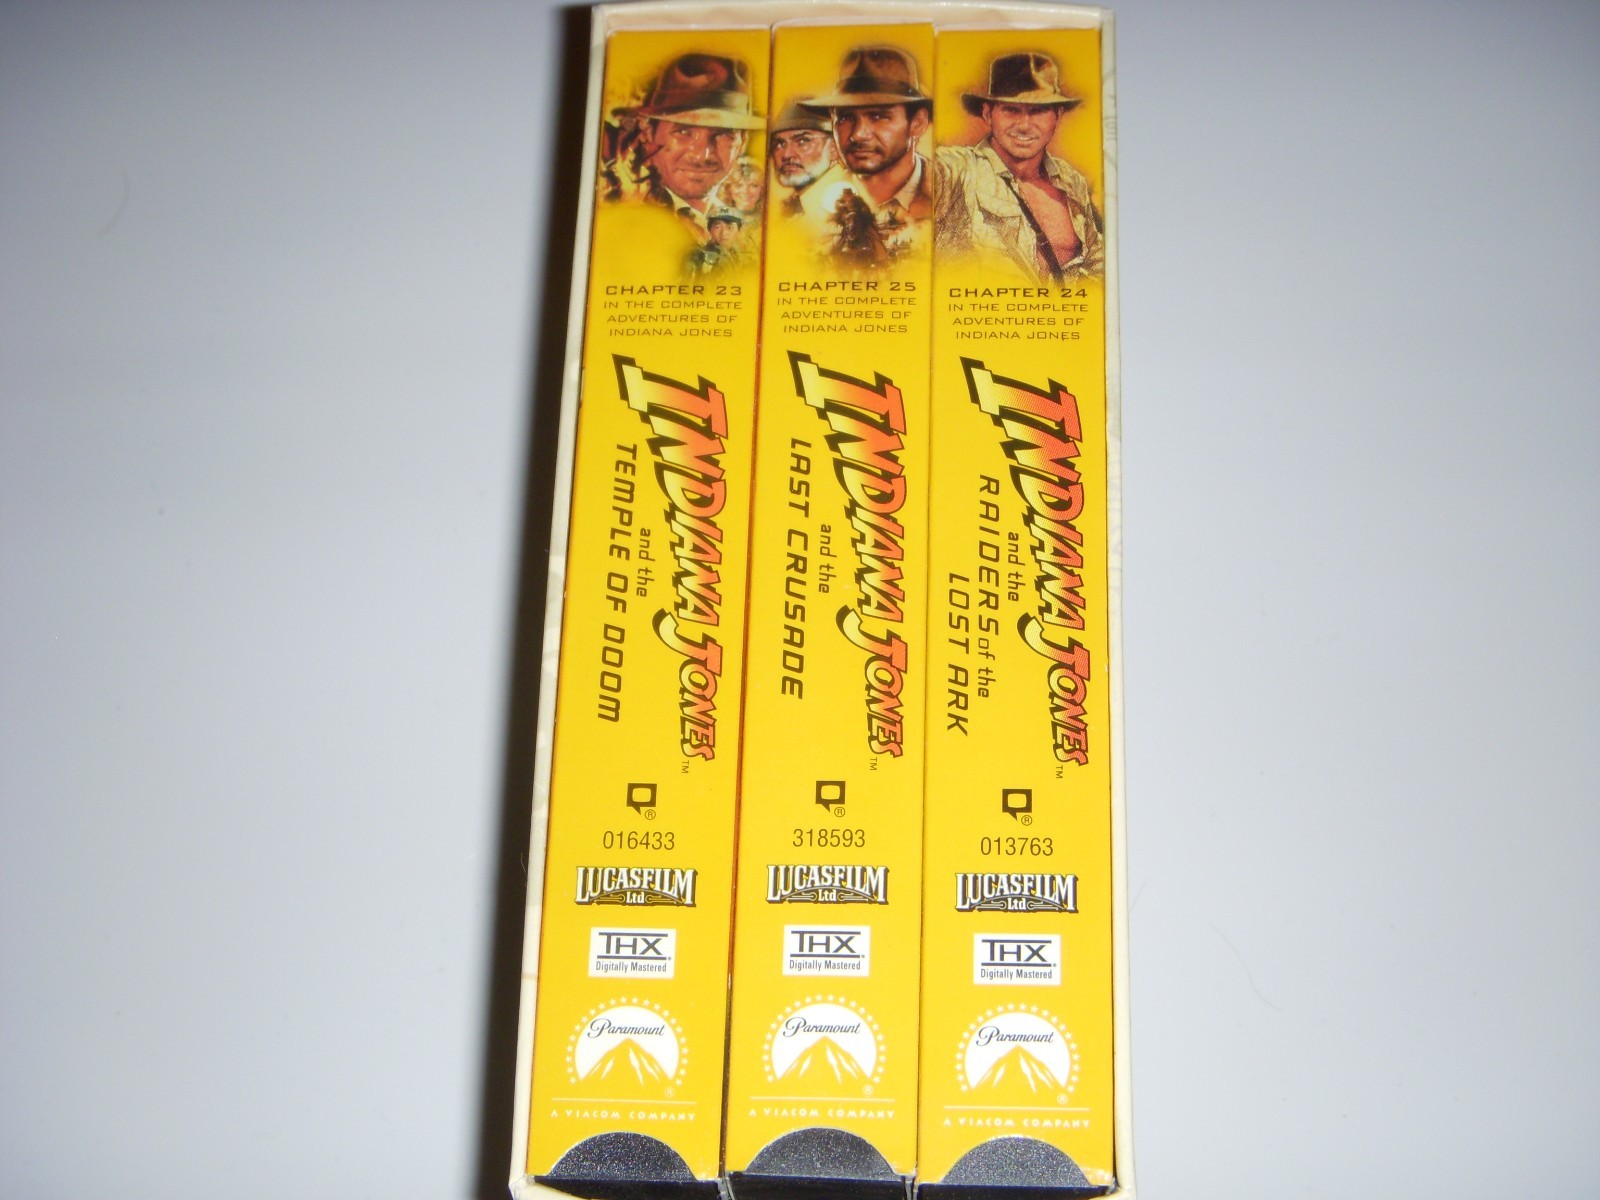 CHAPTER 23
IN THE COMPLETE
ADVENTURES OF
INDIANA JONES
INDIANA JONES™
and the
TEMPLE OF DOOM
®
016433
LUCASFILM
Ltd
THX®
Digitally Mastered
Paramount
®
A VIACOM COMPANY
CHAPTER 25
IN THE COMPLETE
ADVENTURES OF
INDIANA JONES
INDIANA JONES™
and the
LAST CRUSADE
®
318593
LUCASFILM
Ltd
THX®
Digitally Mastered
Paramount
®
A VIACOM COMPANY
CHAPTER 24
IN THE COMPLETE
ADVENTURES OF
INDIANA JONES
INDIANA JONES™
and the
RAIDERS of the
LOST ARK
®
013763
LUCASFILM
Ltd
THX®
Digitally Mastered
Paramount
®
A VIACOM COMPANY